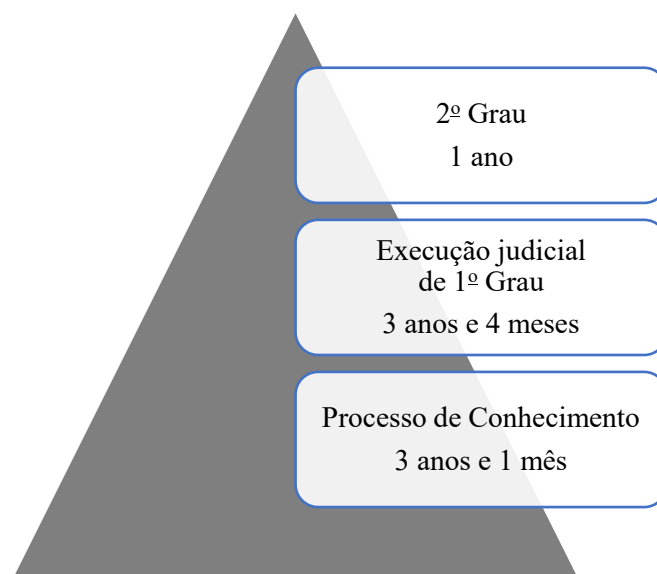 2º Grau
1 ano
Execução judicial
de 1º Grau
3 anos e 4 meses
Processo de Conhecimento
3 anos e 1 mês